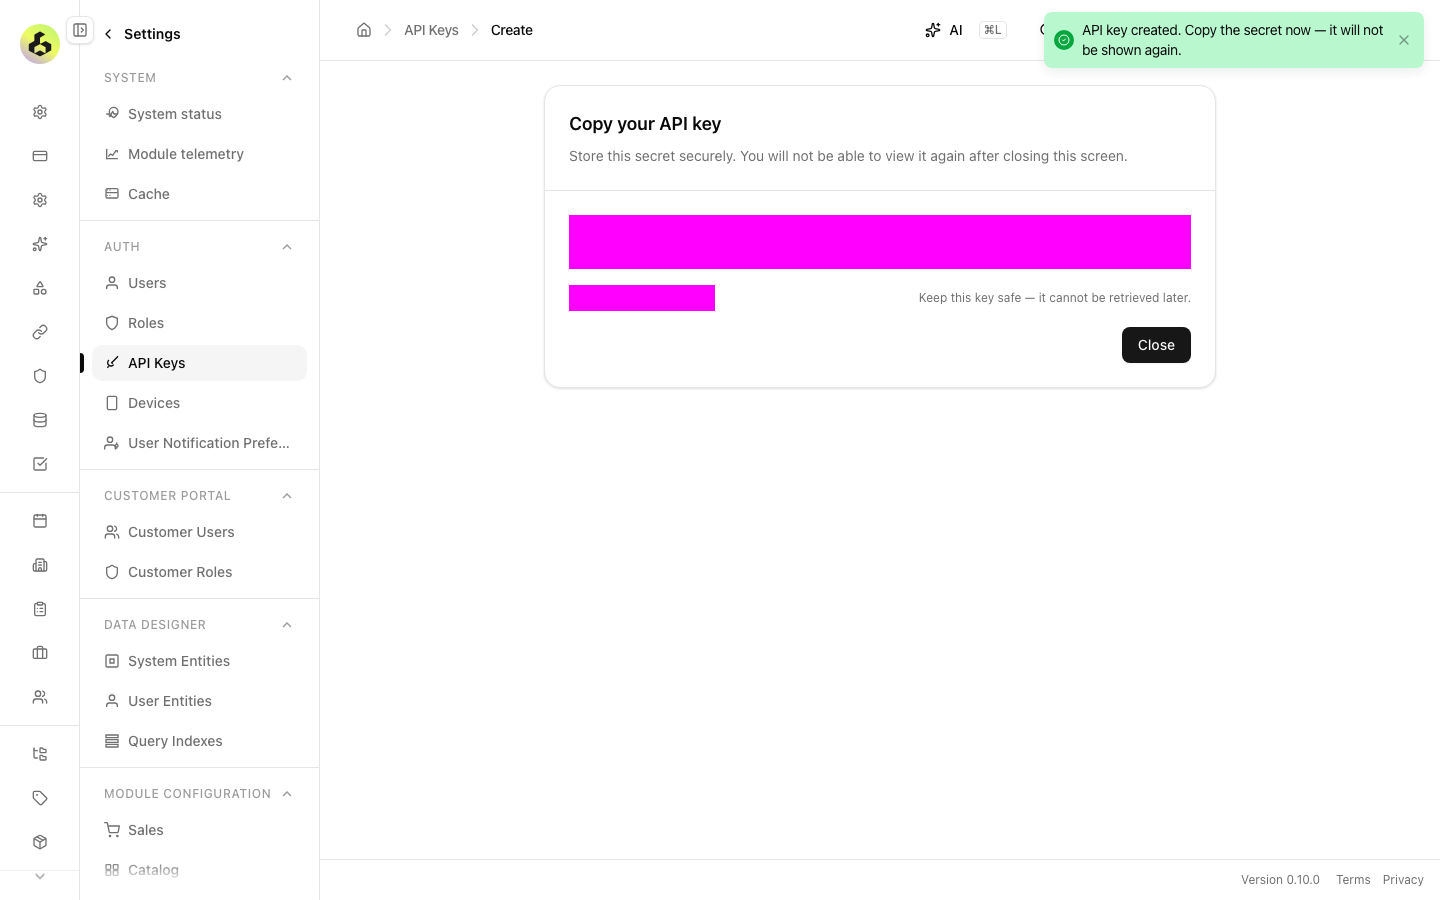 Settings
SYSTEM
System status
Module telemetry
Cache
AUTH
Users
Roles
API Keys
Devices
User Notification Prefe...
CUSTOMER PORTAL
Customer Users
Customer Roles
DATA DESIGNER
System Entities
User Entities
Query Indexes
MODULE CONFIGURATION
Sales
Catalog
API Keys
Create
AI
⌘L
API key created. Copy the secret now — it will not
be shown again.
Copy your API key
Store this secret securely. You will not be able to view it again after closing this screen.
Keep this key safe — it cannot be retrieved later.
Close
Version 0.10.0
Terms
Privacy